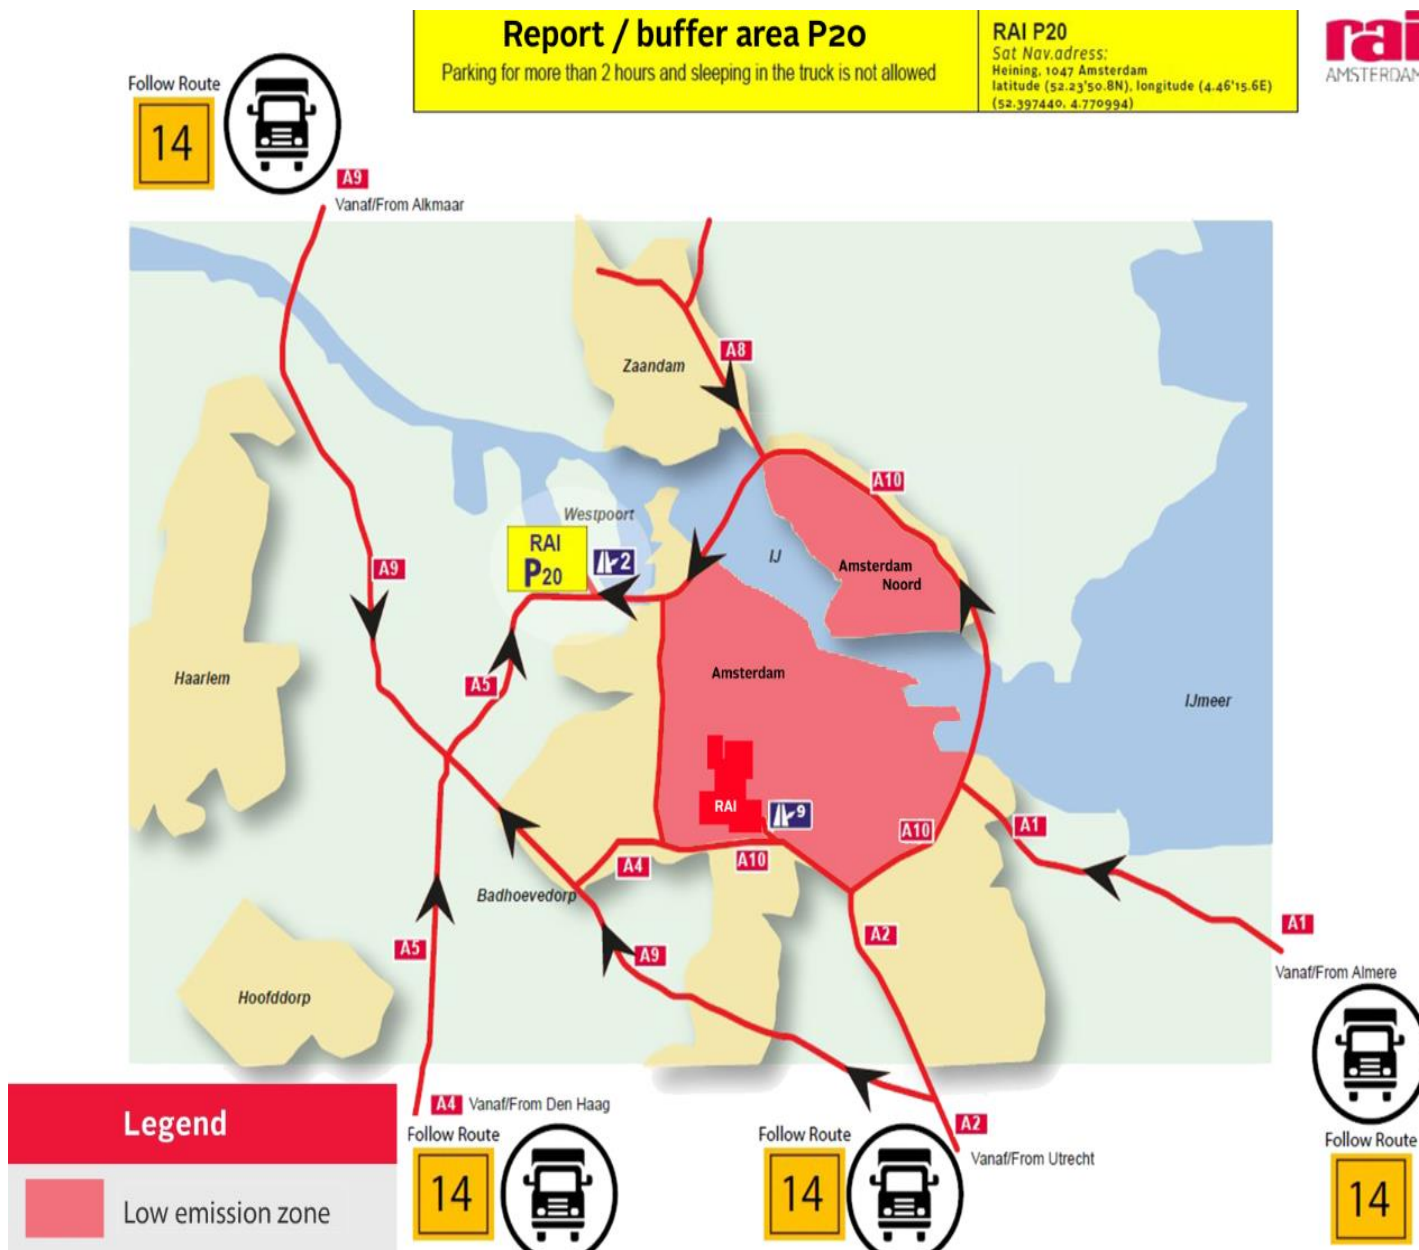 Report / buffer area P20
Parking for more than 2 hours and sleeping in the truck is not allowed
RAI P20
Sat Nav.adress:
Heining, 1047 Amsterdam
latitude (52.23'50.8N), longitude (4.46'15.6E)
(52.397440, 4.770994)
rai
AMSTERDAM
Follow Route
14
A9
Vanaf/From Alkmaar
Zaandam
A8
A10
Westpoort
RAI
P20
2
IJ
Amsterdam
Noord
A9
Haarlem
A5
Amsterdam
IJmeer
RAI
9
A10
A1
A4
A10
Badhoevedorp
A2
A1
A5
A9
Vanaf/From Almere
Hoofddorp
A4 Vanaf/From Den Haag
A2
Vanaf/From Utrecht
Follow Route
14
Follow Route
14
Follow Route
14
Legend
Low emission zone